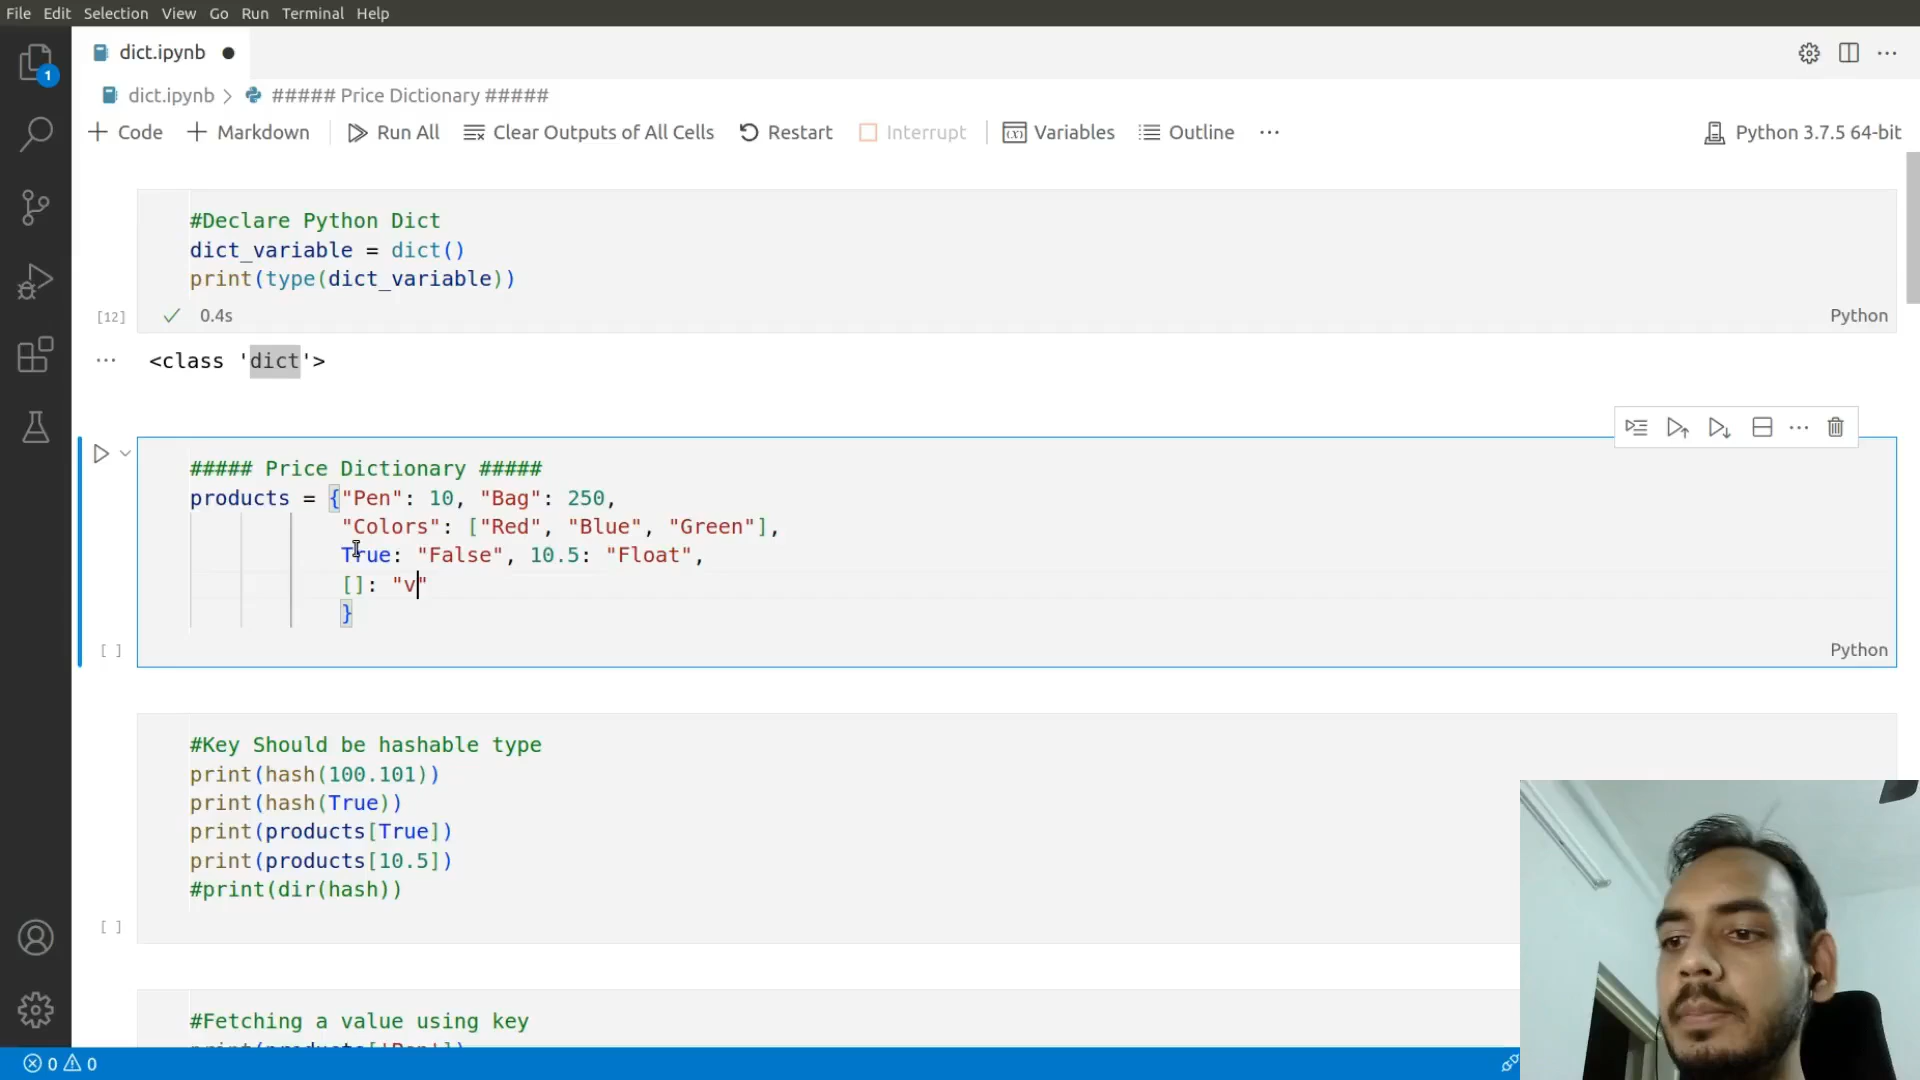 File Edit Selection View Go Run Terminal Help
dict.ipynb
1
dict.ipynb > ##### Price Dictionary #####
+ Code + Markdown Run All Clear Outputs of All Cells Restart Interrupt Variables Outline ··· Python 3.7.5 64-bit
#Declare Python Dict
dict_variable = dict()
print(type(dict_variable))
[12] 0.4s Python
··· <class 'dict'>
##### Price Dictionary #####
products = {"Pen": 10, "Bag": 250,
"Colors": ["Red", "Blue", "Green"],
True: "False", 10.5: "Float",
[]: "v"
}
[ ] Python
#Key Should be hashable type
print(hash(100.101))
print(hash(True))
print(products[True])
print(products[10.5])
#print(dir(hash))
[ ]
#Fetching a value using key
print(products['Pen'])
0 0